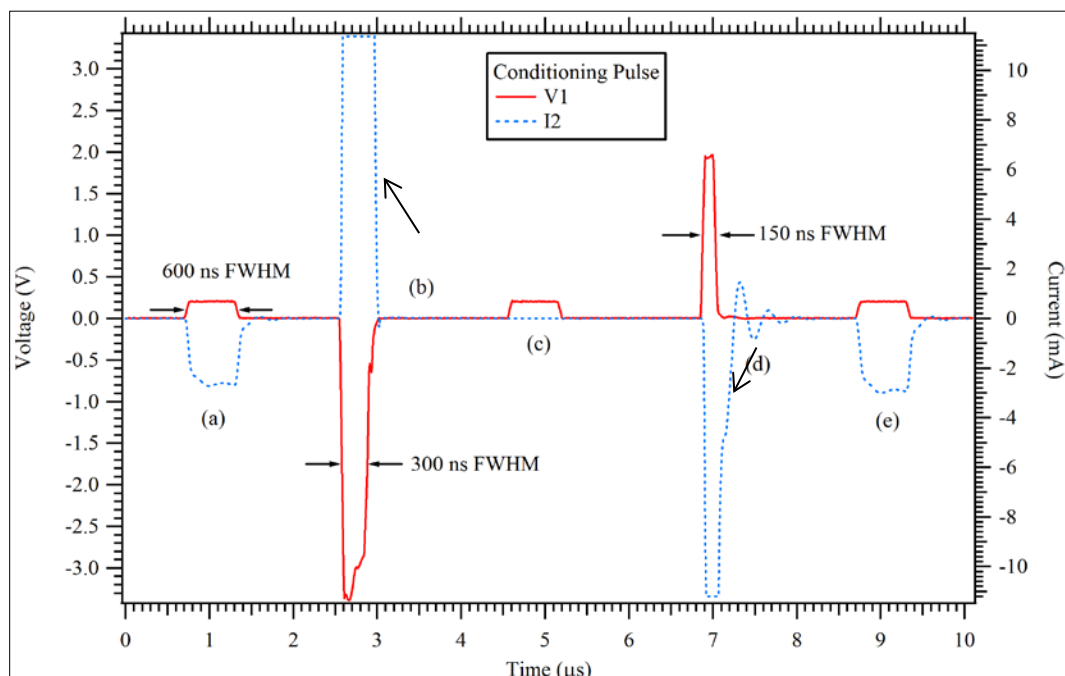 Conditioning Pulse
V1
I2
3.0
2.5
2.0
1.5
1.0
0.5
0.0
-0.5
-1.0
-1.5
-2.0
-2.5
-3.0
Voltage (V)
10
8
6
4
2
0
-2
-4
-6
-8
-10
Current (mA)
600 ns FWHM
150 ns FWHM
300 ns FWHM
(a)
(b)
(c)
(d)
(e)
0 1 2 3 4 5 6 7 8 9 10
Time (μs)